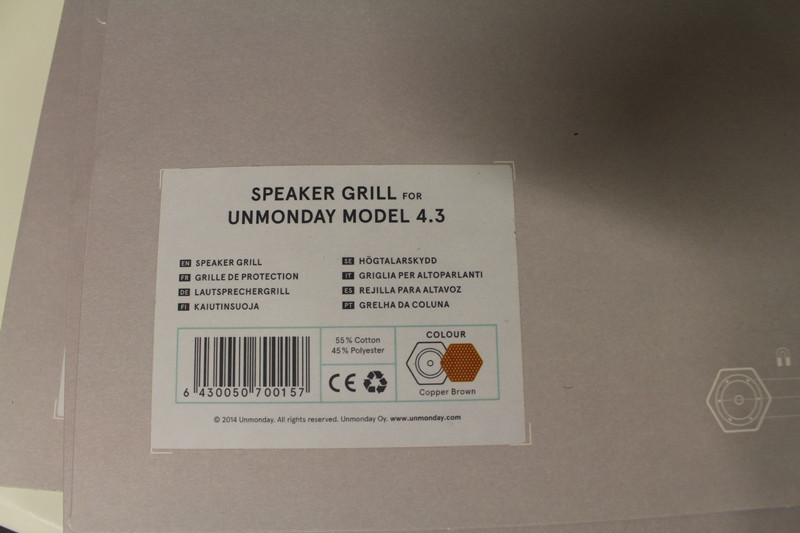 SPEAKER GRILL FOR
UNMONDAY MODEL 4.3
EN SPEAKER GRILL
FR GRILLE DE PROTECTION
DE LAUTSPRECHERGRILL
FI KAIUTINSUOJA
SE HÖGTALARSKYDD
IT GRIGLIA PER ALTOPARLANTI
ES REJILLA PARA ALTAVOZ
PT GRELHA DA COLUNA
6 430050 700157
55% Cotton
45% Polyester
CE
COLOUR
Copper Brown
© 2014 Unmonday. All rights reserved. Unmonday Oy. www.unmonday.com